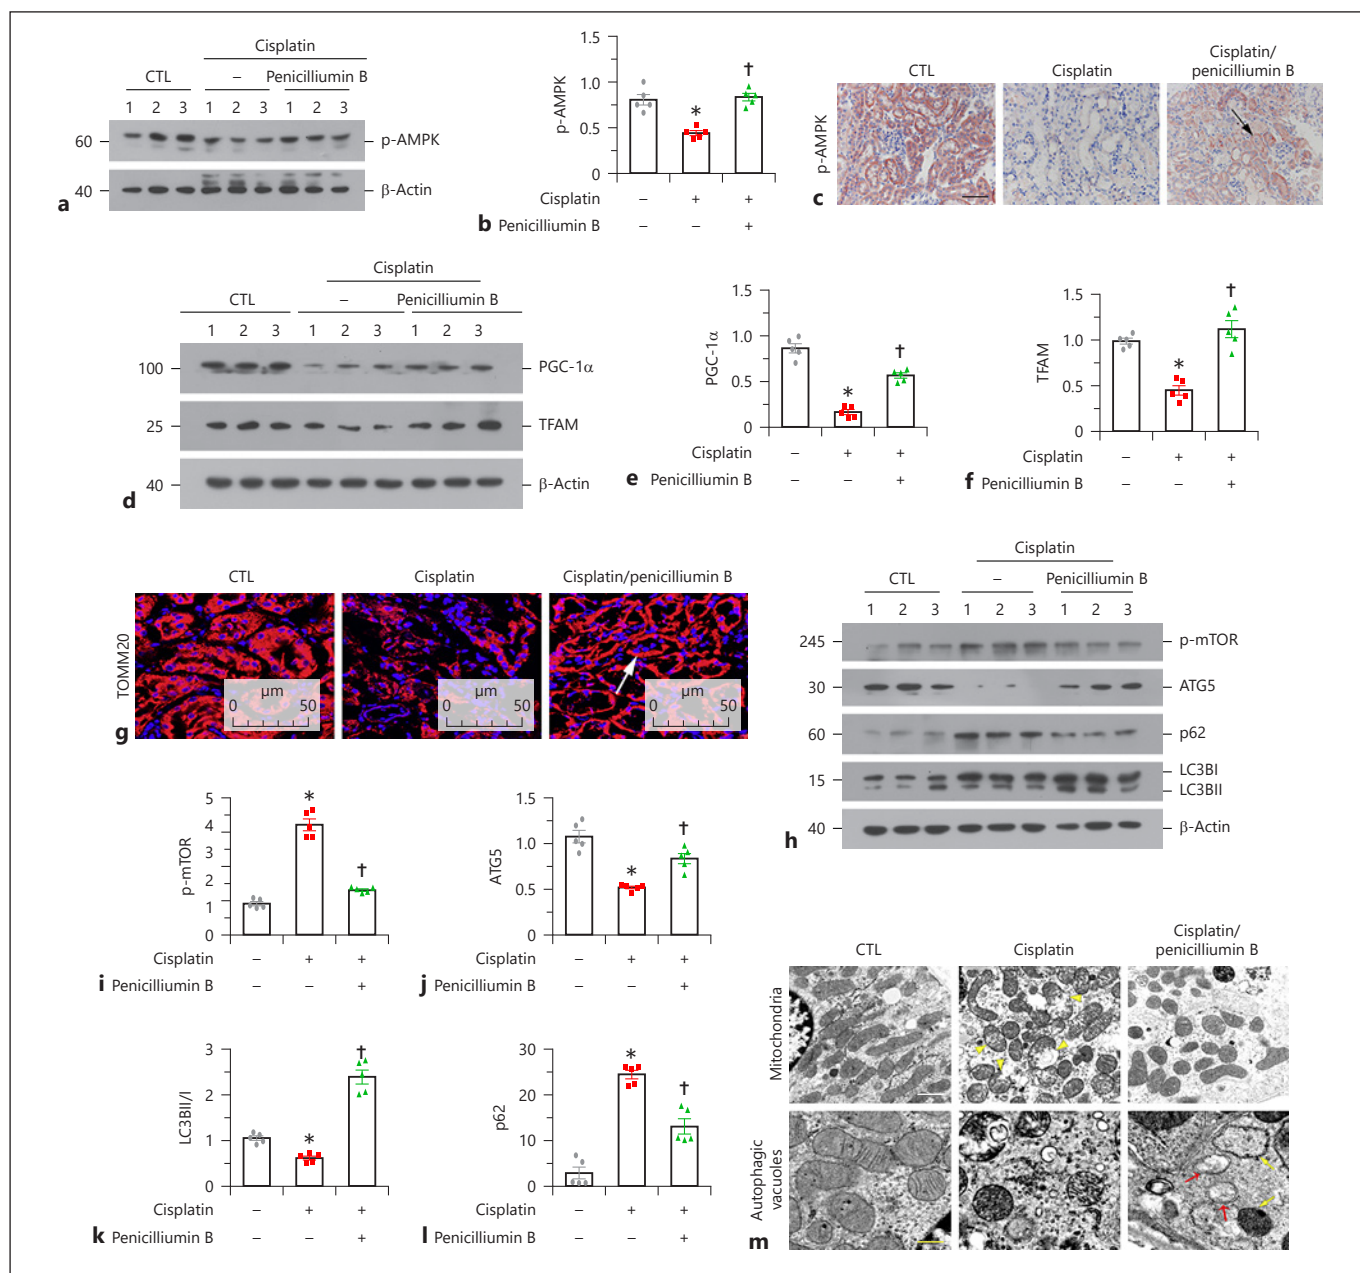 Cisplatin
CTL – Penicilliumin B
1 2 3 1 2 3 1 2 3
60 p-AMPK
40 β-Actin
a
p-AMPK
1.5
1.0
0.5
0
* †
Cisplatin – + +
b Penicilliumin B – – +
CTL Cisplatin Cisplatin/
penicilliumin B
p-AMPK
c
Cisplatin
CTL – Penicilliumin B
1 2 3 1 2 3 1 2 3
100 PGC-1α
25 TFAM
40 β-Actin
d
PGC-1α
1.5
1.0
0.5
0
* †
Cisplatin – + +
e Penicilliumin B – – +
TFAM
1.5
1.0
0.5
0
* †
Cisplatin – + +
f Penicilliumin B – – +
CTL Cisplatin Cisplatin/penicilliumin B
TOMM20
µm µm µm
0 50 0 50 0 50
g
Cisplatin
CTL – Penicilliumin B
1 2 3 1 2 3 1 2 3
245 p-mTOR
30 ATG5
60 p62
15 LC3BI
LC3BII
40 β-Actin
h
p-mTOR
5
4
3
2
1
0
* †
Cisplatin – + +
i Penicilliumin B – – +
ATG5
1.5
1.0
0.5
0
* †
Cisplatin – + +
j Penicilliumin B – – +
LC3BII/I
3
2
1
0
* †
Cisplatin – + +
k Penicilliumin B – – +
p62
30
20
10
0
* †
Cisplatin – + +
l Penicilliumin B – – +
CTL Cisplatin Cisplatin/
penicilliumin B
Mitochondria
Autophagic
vacuoles
m